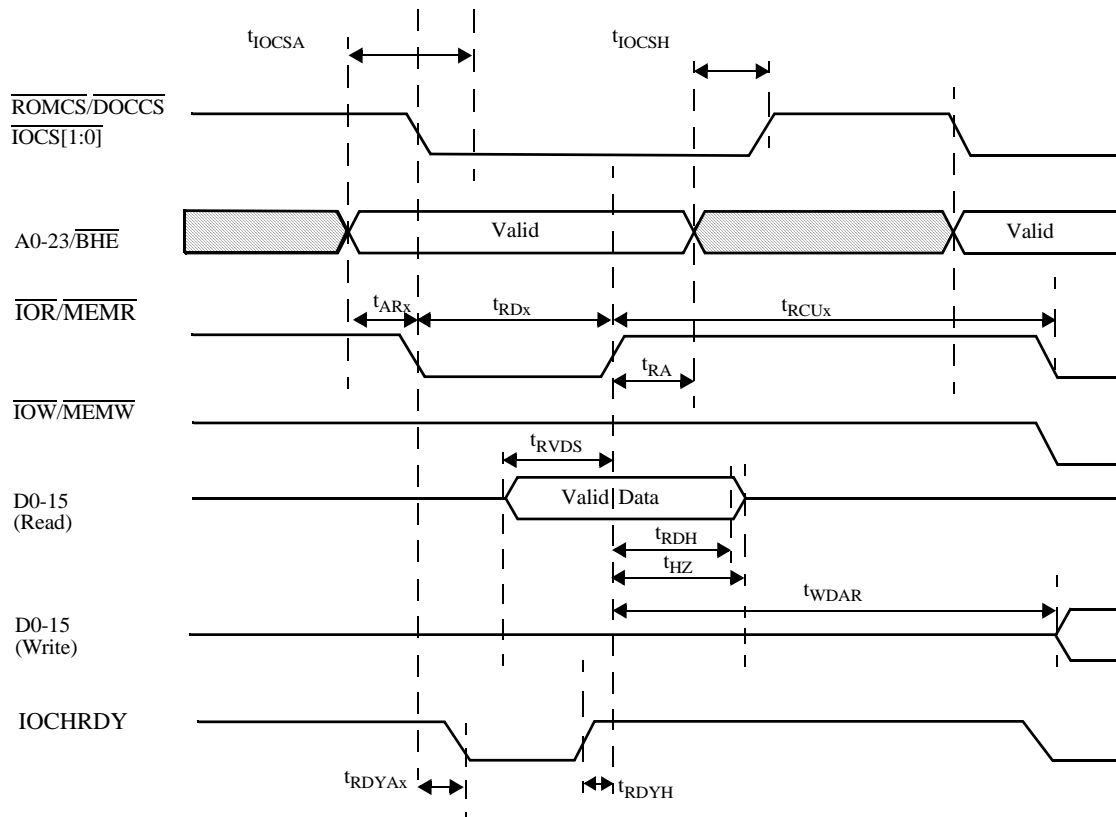 tIOCSA
tIOCSH
ROMCS/DOCCS
IOCS[1:0]
A0-23/BHE
Valid
Valid
IOR/MEMR
tARx
tRDx
tRCUx
tRA
IOW/MEMW
tRVDS
D0-15
(Read)
Valid Data
tRDH
tHZ
tWDAR
D0-15
(Write)
IOCHRDY
tRDYAx
tRDYH